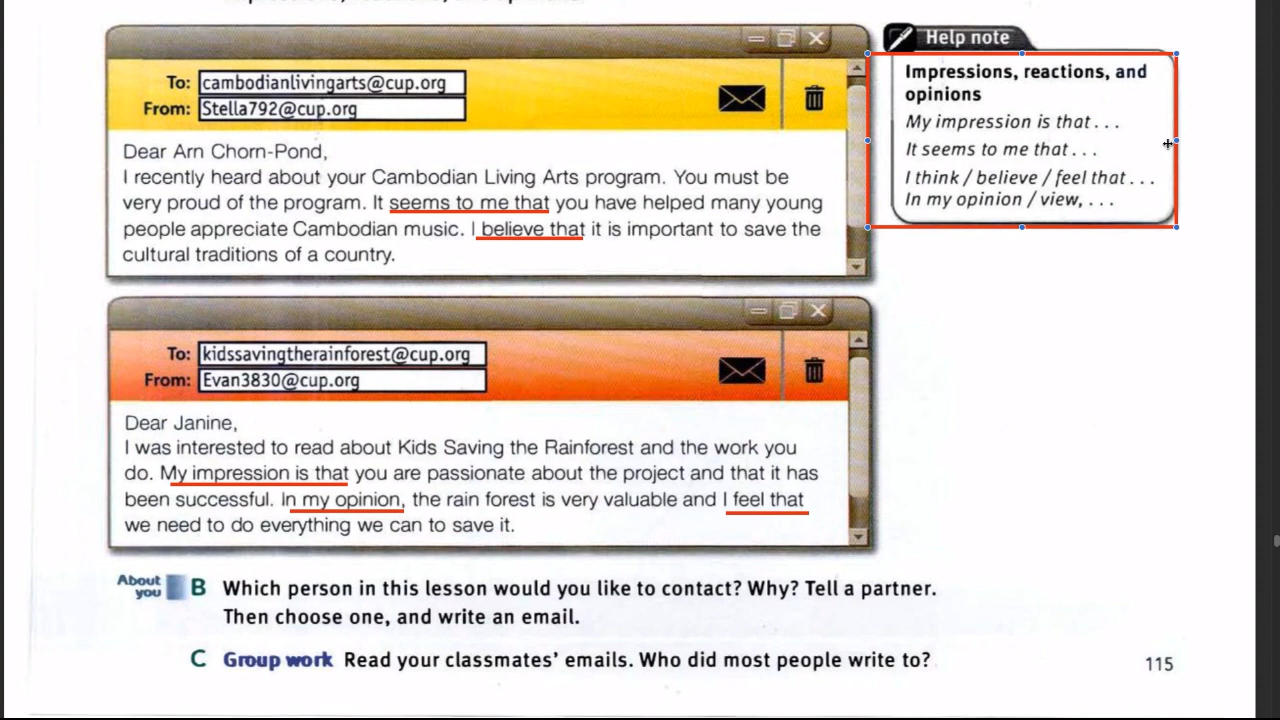 To: cambodianlivingarts@cup.org
From: Stella792@cup.org
Dear Arn Chorn-Pond,
I recently heard about your Cambodian Living Arts program. You must be
very proud of the program. It seems to me that you have helped many young
people appreciate Cambodian music. I believe that it is important to save the
cultural traditions of a country.
Help note
Impressions, reactions, and
opinions
My impression is that . . .
It seems to me that . . .
I think / believe / feel that . . .
In my opinion / view, . . .
To: kidssavingtherainforest@cup.org
From: Evan3830@cup.org
Dear Janine,
I was interested to read about Kids Saving the Rainforest and the work you
do. My impression is that you are passionate about the project and that it has
been successful. In my opinion, the rain forest is very valuable and I feel that
we need to do everything we can to save it.
About
you
B Which person in this lesson would you like to contact? Why? Tell a partner.
Then choose one, and write an email.
C Group work Read your classmates’ emails. Who did most people write to?
115